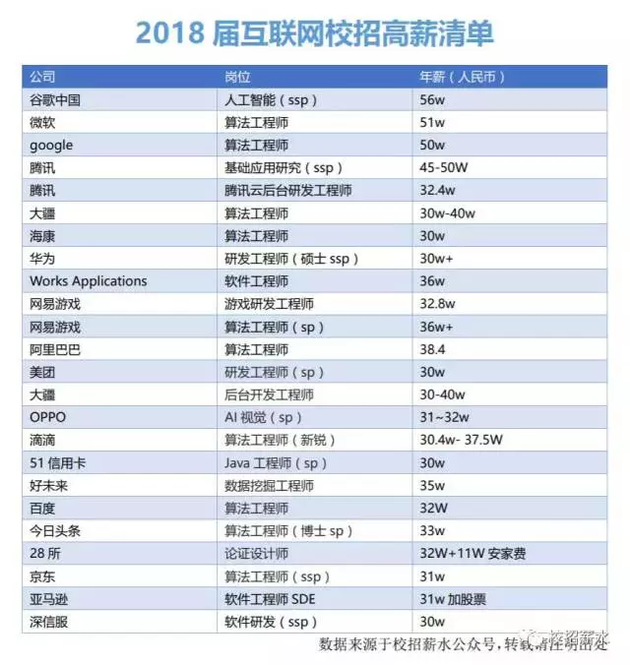 2018 届互联网校招高薪清单
公司 岗位 年薪（人民币）
谷歌中国 人工智能（ssp） 56w
微软 算法工程师 51w
google 算法工程师 50w
腾讯 基础应用研究（ssp） 45-50W
腾讯 腾讯云后台研发工程师 32.4w
大疆 算法工程师 30w-40w
海康 算法工程师 30w
华为 研发工程师（硕士 ssp） 30w+
Works Applications 软件工程师 36w
网易游戏 游戏研发工程师 32.8w
网易游戏 算法工程师（sp） 36w+
阿里巴巴 算法工程师 38.4
美团 研发工程师（sp） 30w
大疆 后台开发工程师 30-40w
OPPO AI 视觉（sp） 31~32w
滴滴 算法工程师（新锐） 30.4w- 37.5W
51 信用卡 Java 工程师（sp） 30w
好未来 数据挖掘工程师 35w
百度 算法工程师 32W
今日头条 算法工程师（博士 sp） 33w
28 所 论证设计师 32W+11W 安家费
京东 算法工程师（ssp） 31w
亚马逊 软件工程师 SDE 31w 加股票
深信服 软件研发（ssp） 30w
校招薪水
数据来源于校招薪水公众号，转载请注明出处